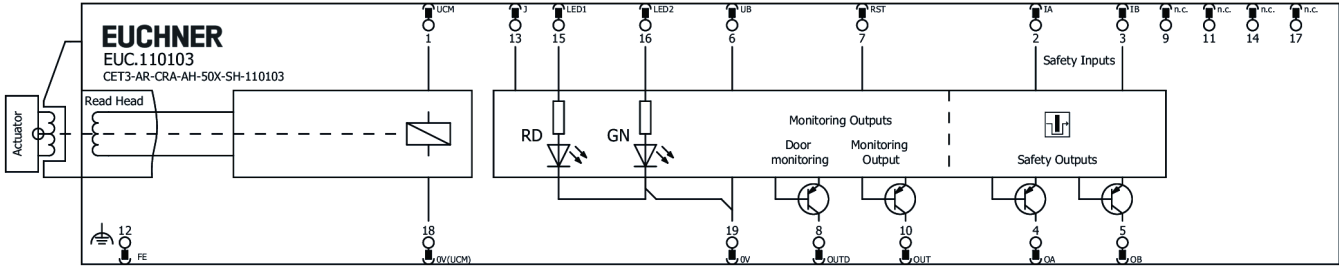 UCM
J
LED1
LED2
UB
RST
IA
IB
n.c.
n.c.
n.c.
n.c.
1
13
15
16
6
7
2
3
9
11
14
17
EUCHNER
EUC.110103
CET3-AR-CRA-AH-50X-SH-110103
Safety Inputs
Read Head
Actuator
RD
GN
Monitoring Outputs
Door
monitoring
Monitoring
Output
Safety Outputs
12
18
19
8
10
4
5
FE
0V(UCM)
0V
OUTD
OUT
OA
OB